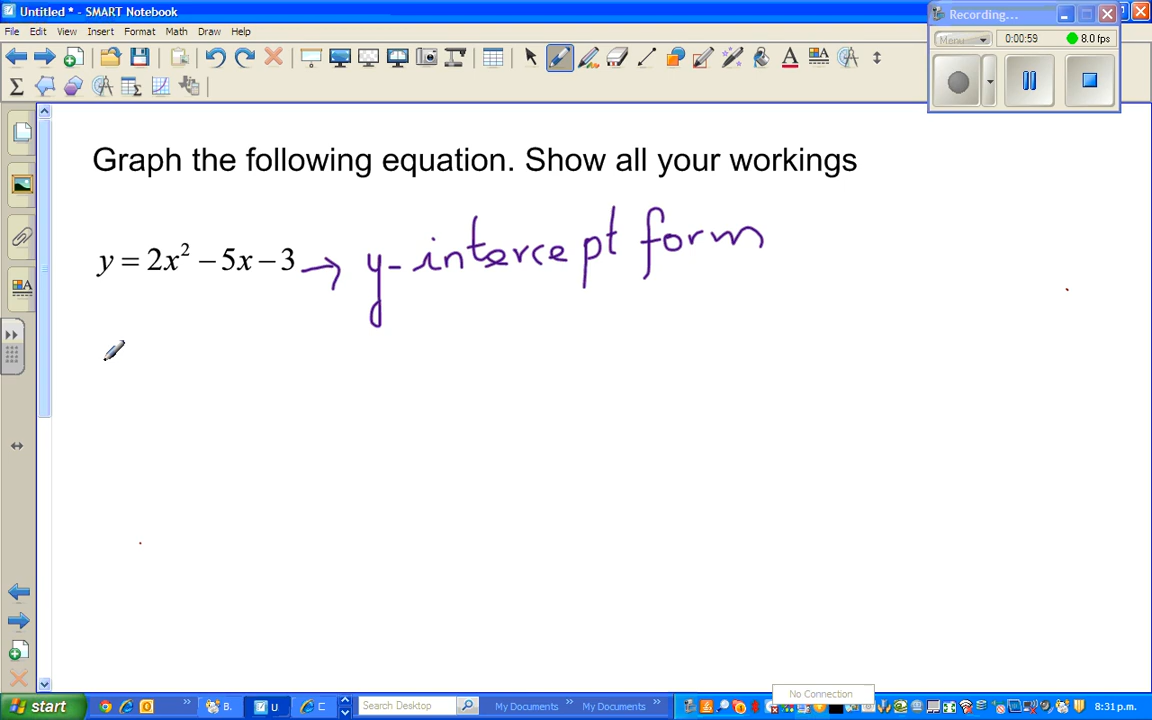 Untitled * - SMART Notebook
Recording...
File Edit View Insert Format Math Draw Help
Menu 0:00:59 8.0 fps
Graph the following equation. Show all your workings
y = 2x² − 5x − 3 → y-intercept form
No Connection
start B. U C Search Desktop My Documents » My Documents » 8:31 p.m.